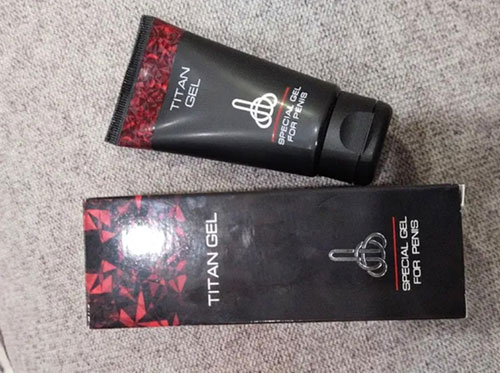 TITAN
GEL
SPECIAL GEL
FOR PENIS
TITAN GEL
SPECIAL GEL
FOR PENIS